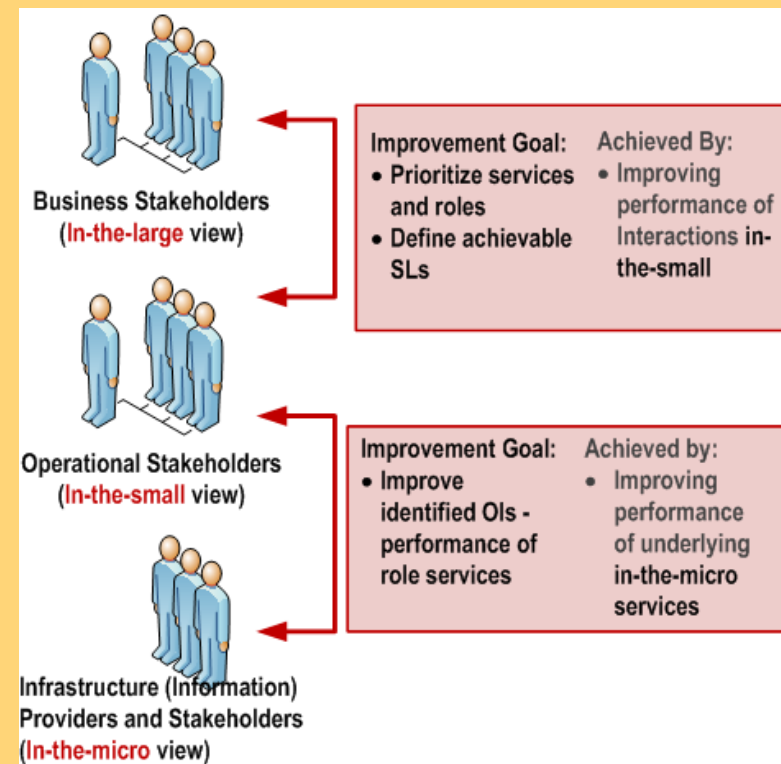 Business Stakeholders
(In-the-large view)
Improvement Goal:
• Prioritize services
and roles
• Define achievable
SLs
Achieved By:
• Improving
performance of
Interactions in-
the-small
Operational Stakeholders
(In-the-small view)
Improvement Goal:
• Improve
identified OIs -
performance of
role services
Achieved by:
• Improving
performance
of underlying
in-the-micro
services
Infrastructure (Information)
Providers and Stakeholders
(In-the-micro view)